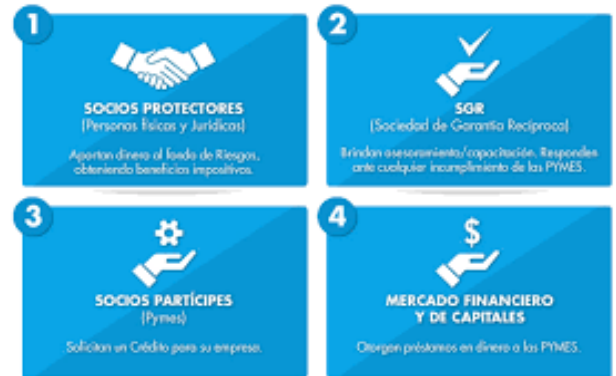 1
SOCIOS PROTECTORES
(Personas físicas y Jurídicas)
Aportan dinero al fondo de Riesgos,
obteniendo beneficios impositivos.
2
SGR
(Sociedad de Garantía Recíproca)
Brindan asesoramiento/capacitación. Responden
ante cualquier incumplimiento de las PYMES.
3
SOCIOS PARTÍCIPES
(Pymes)
Solicitan un Crédito para su empresa.
4
$
MERCADO FINANCIERO
Y DE CAPITALES
Otorgan préstamos en dinero a las PYMES.